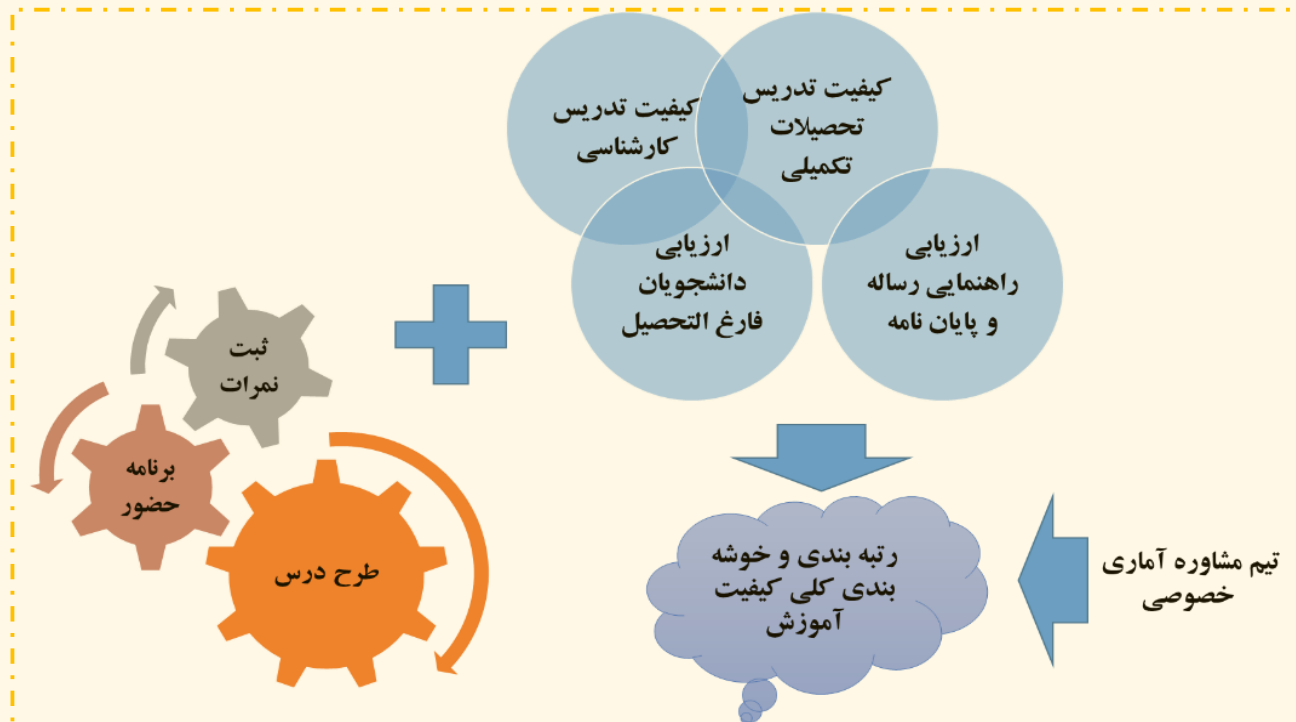 کیفیت تدریس
تحصیلات
تکمیلی
کیفیت تدریس
کارشناسی
ارزیابی
راهنمایی رساله
و پایان نامه
ارزیابی
دانشجویان
فارغ التحصیل
ثبت
نمرات
برنامه
حضور
طرح درس
رتبه بندی و خوشه
بندی کلی کیفیت
آموزش
تیم مشاوره آماری
خصوصی